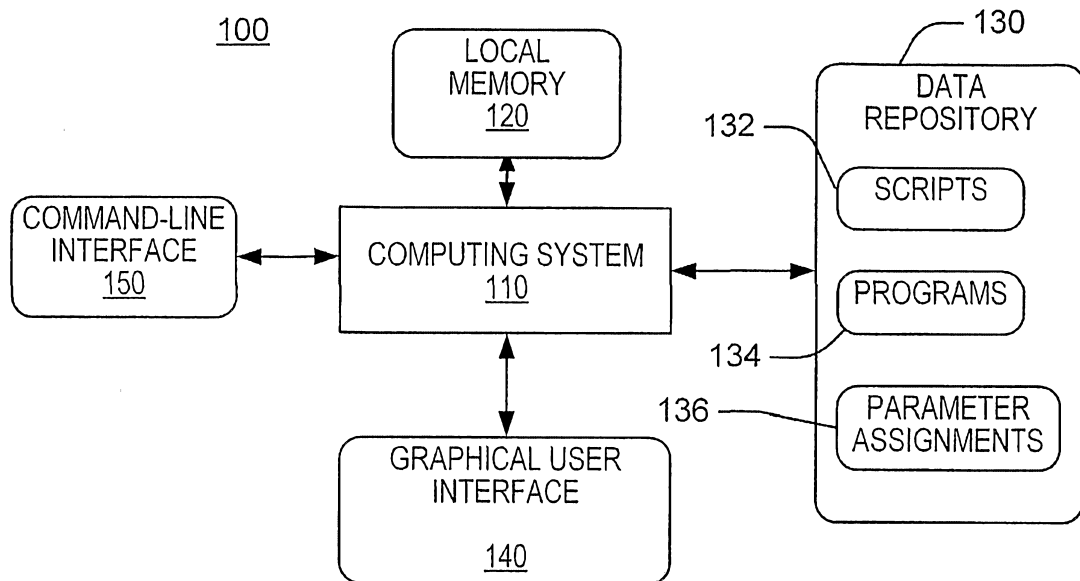 100
LOCAL
MEMORY
120
130
DATA
REPOSITORY
132
SCRIPTS
COMMAND-LINE
INTERFACE
150
COMPUTING SYSTEM
110
PROGRAMS
134
136
PARAMETER
ASSIGNMENTS
GRAPHICAL USER
INTERFACE
140